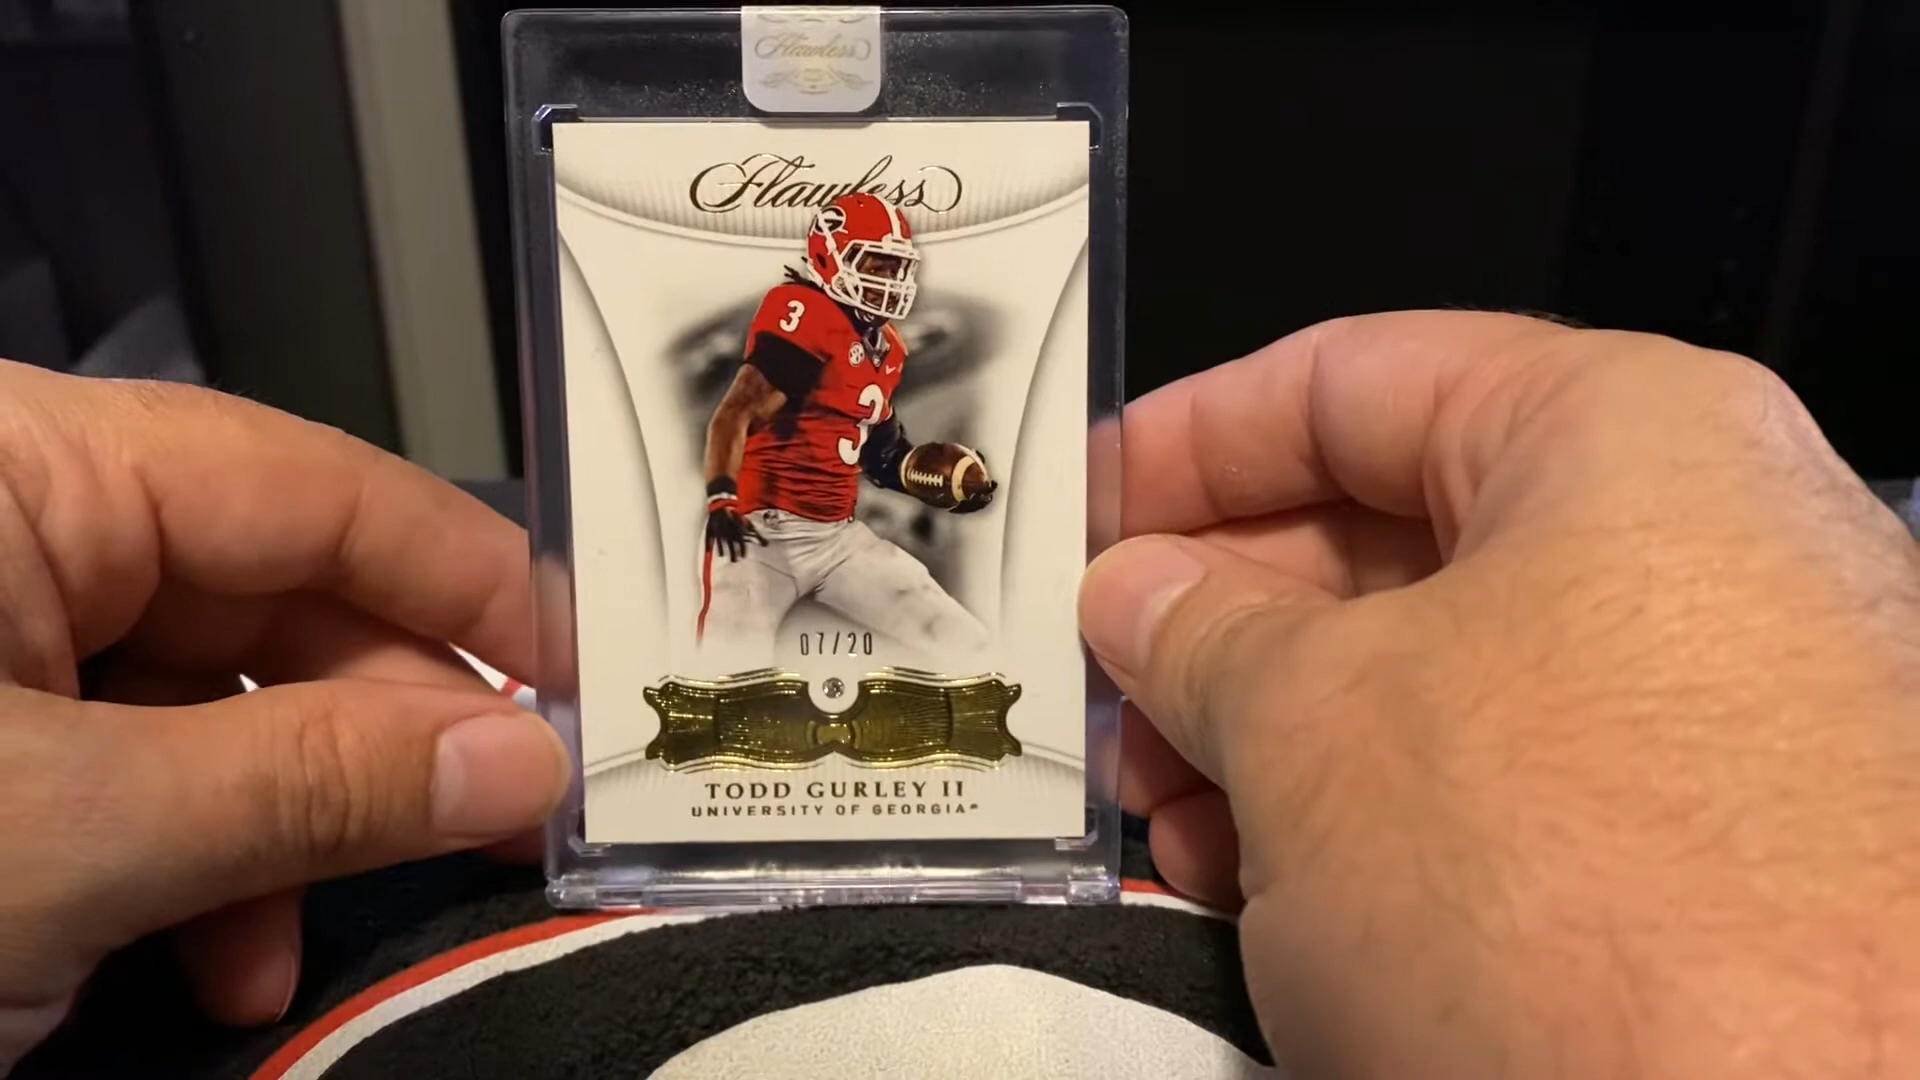 Flawless
Flawless
3
3
07/20
TODD GURLEY II
UNIVERSITY OF GEORGIA